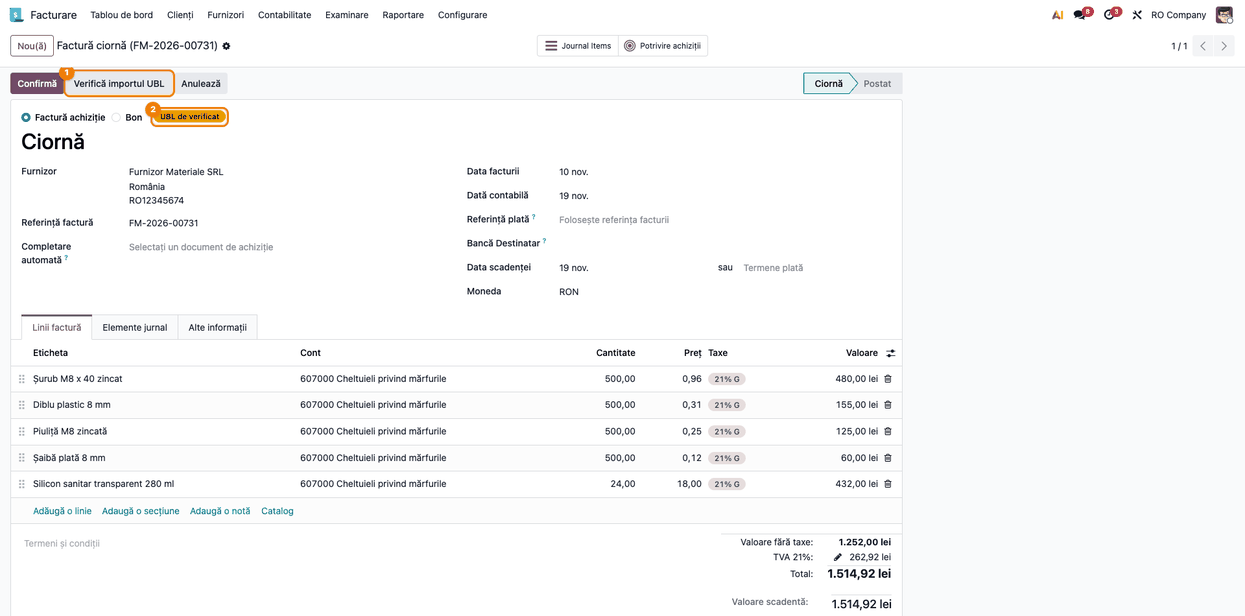 Facturare Tablou de bord Clienți Furnizori Contabilitate Examinare Raportare Configurare AI 8 3 RO Company
Nou(ă) Factură ciornă (FM-2026-00731) Journal Items Potrivire achiziții 1 / 1
Confirmă 1 Verifică importul UBL Anulează Ciornă Postat
Factură achiziție Bon 2 UBL de verificat
Ciornă
Furnizor Furnizor Materiale SRL
România
RO12345674
Referință factură FM-2026-00731
Completare automată ? Selectați un document de achiziție
Data facturii 10 nov.
Dată contabilă 19 nov.
Referință plată ? Folosește referința facturii
Bancă Destinatar ?
Data scadenței 19 nov. sau Termene plată
Moneda RON
Linii factură Elemente jurnal Alte informații
Eticheta Cont Cantitate Preț Taxe Valoare
Șurub M8 x 40 zincat 607000 Cheltuieli privind mărfurile 500,00 0,96 21% G 480,00 lei
Diblu plastic 8 mm 607000 Cheltuieli privind mărfurile 500,00 0,31 21% G 155,00 lei
Piuliță M8 zincată 607000 Cheltuieli privind mărfurile 500,00 0,25 21% G 125,00 lei
Șaibă plată 8 mm 607000 Cheltuieli privind mărfurile 500,00 0,12 21% G 60,00 lei
Silicon sanitar transparent 280 ml 607000 Cheltuieli privind mărfurile 24,00 18,00 21% G 432,00 lei
Adăugă o linie Adaugă o secțiune Adaugă o notă Catalog
Termeni și condiții
Valoare fără taxe: 1.252,00 lei
TVA 21%: 262,92 lei
Total: 1.514,92 lei
Valoare scadentă: 1.514,92 lei